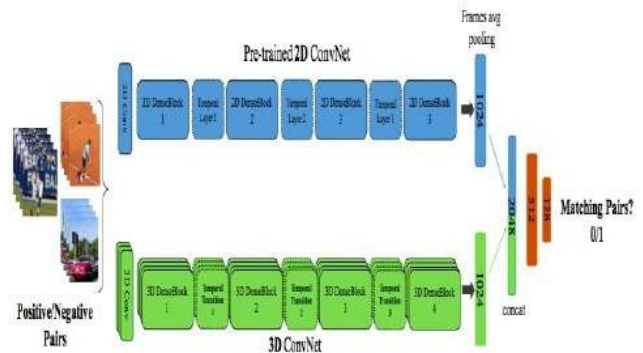 Frames avg
pooling
Pre-trained 2D ConvNet
2D DenseBlock
1
Temporal
Layer 1
2D DenseBlock
2
Temporal
Layer 2
2D DenseBlock
3
Temporal
Layer 3
2D DenseBlock
3
1024
2048
512
128
Matching Pairs?
0/1
concat
2D Conv
3D DenseBlock
1
Temporal
Transition
3D DenseBlock
2
Temporal
Transition
3D DenseBlock
3
Temporal
Transition
3D DenseBlock
4
1024
Positive/Negative
Pairs
3D ConvNet